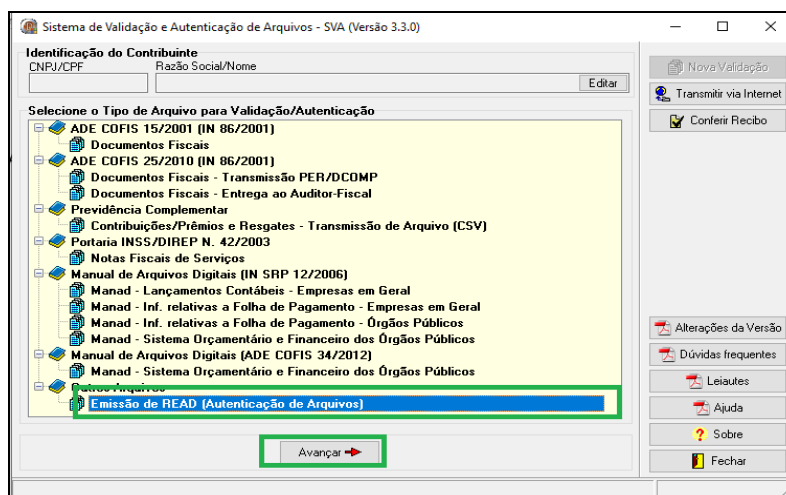 Sistema de Validação e Autenticação de Arquivos - SVA (Versão 3.3.0)
Identificação do Contribuinte
CNPJ/CPF
Razão Social/Nome
Editar
Selecione o Tipo de Arquivo para Validação/Autenticação
ADE COFIS 15/2001 (IN 86/2001)
Documentos Fiscais
ADE COFIS 25/2010 (IN 86/2001)
Documentos Fiscais - Transmissão PER/DCOMP
Documentos Fiscais - Entrega ao Auditor-Fiscal
Previdência Complementar
Contribuições/Prêmios e Resgates - Transmissão de Arquivo (CSV)
Portaria INSS/DIREP N. 42/2003
Notas Fiscais de Serviços
Manual de Arquivos Digitais (IN SRP 12/2006)
Manad - Lançamentos Contábeis - Empresas em Geral
Manad - Inf. relativas a Folha de Pagamento - Empresas em Geral
Manad - Inf. relativas a Folha de Pagamento - Órgãos Públicos
Manad - Sistema Orçamentário e Financeiro dos Órgãos Públicos
Manual de Arquivos Digitais (ADE COFIS 34/2012)
Manad - Sistema Orçamentário e Financeiro dos Órgãos Públicos
Outros Arquivos
Emissão de READ (Autenticação de Arquivos)
Avançar
Nova Validação
Transmitir via Internet
Conferir Recibo
Alterações da Versão
Dúvidas frequentes
Leiautes
Ajuda
Sobre
Fechar